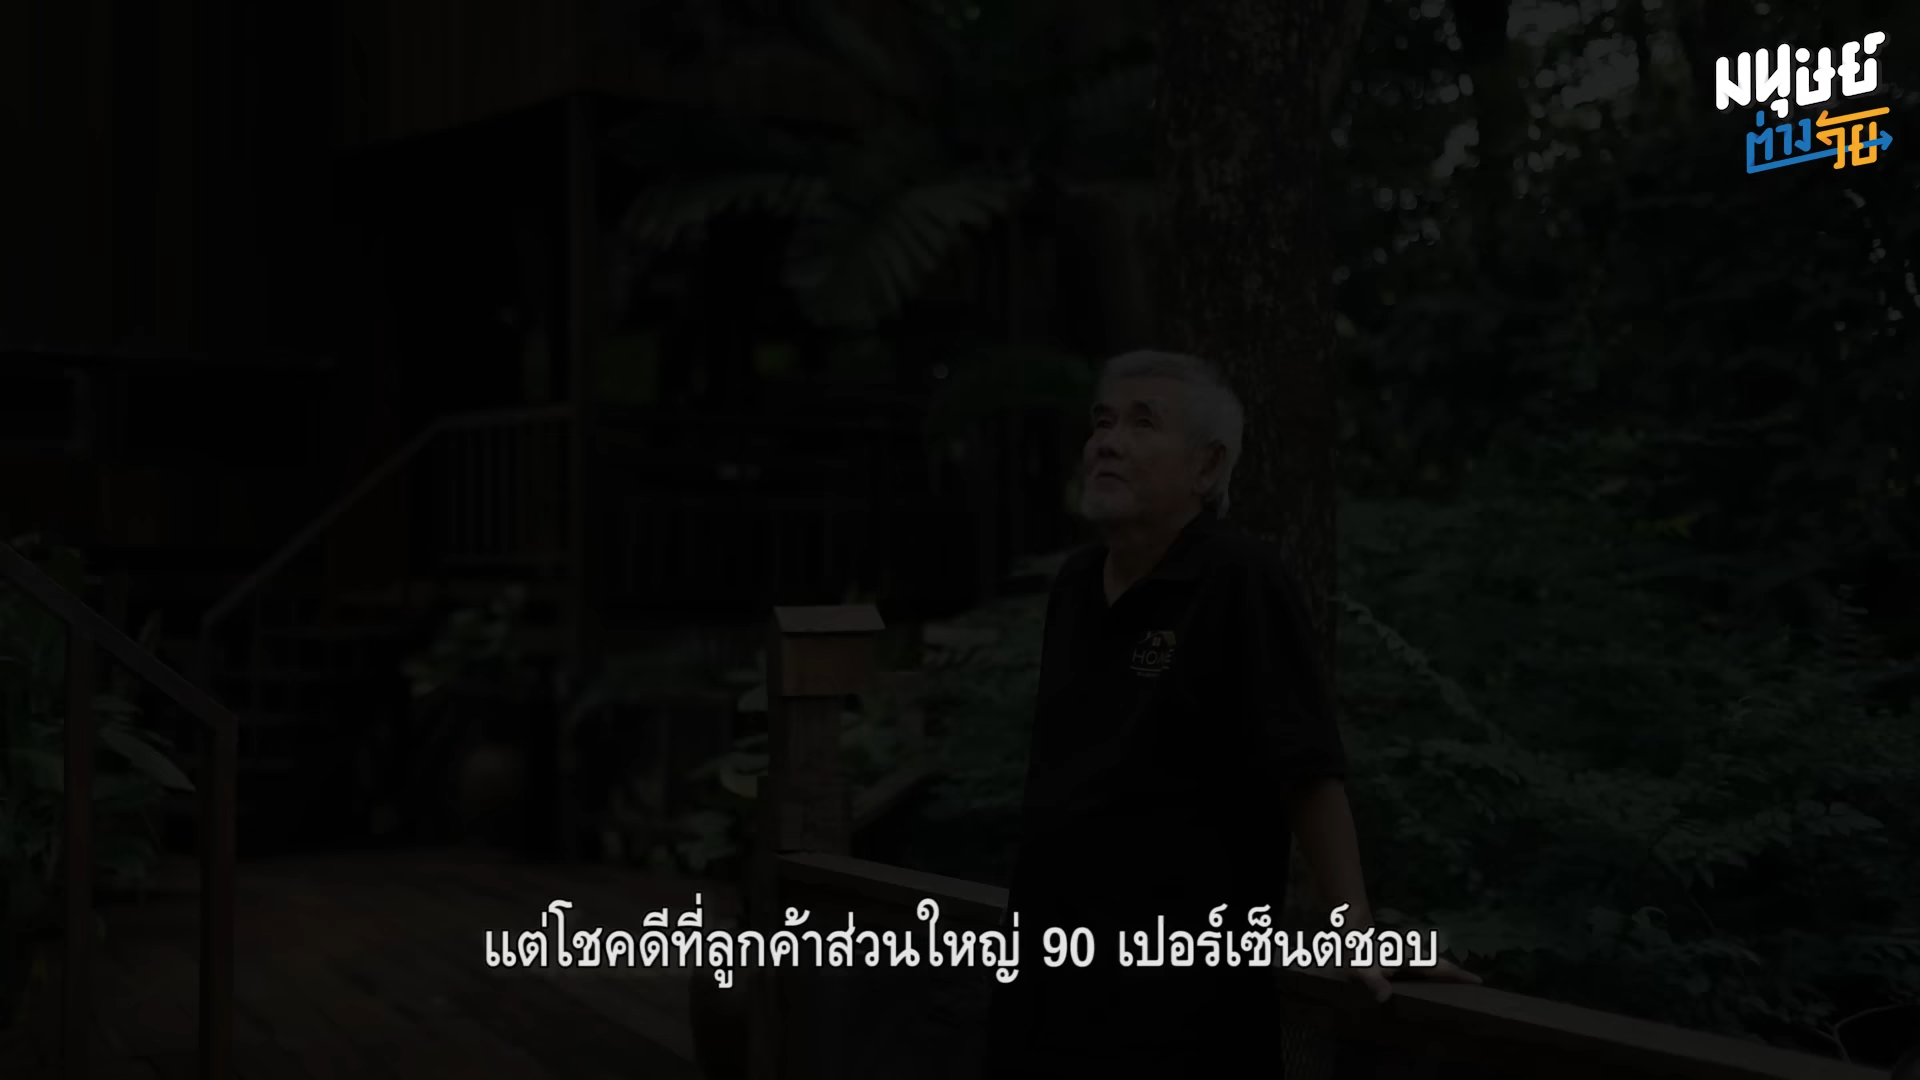 มนุษย์
ต่างวัย
HOME
แต่โชคดีที่ลูกค้าส่วนใหญ่ 90 เปอร์เซ็นต์ชอบ